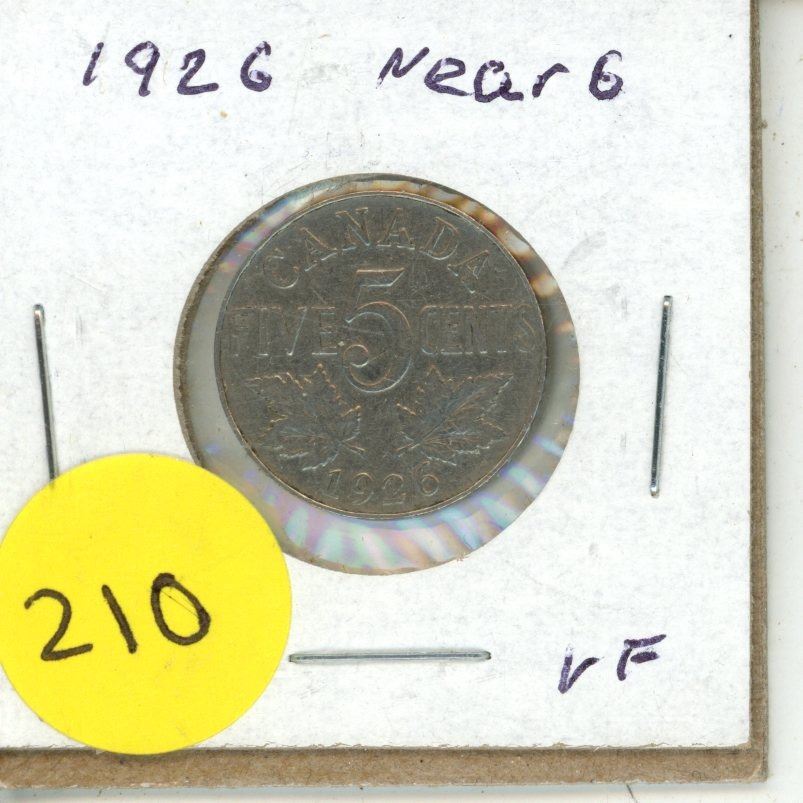 1926 Near 6
CANADA
5
FIVE CENTS
1926
210
VF